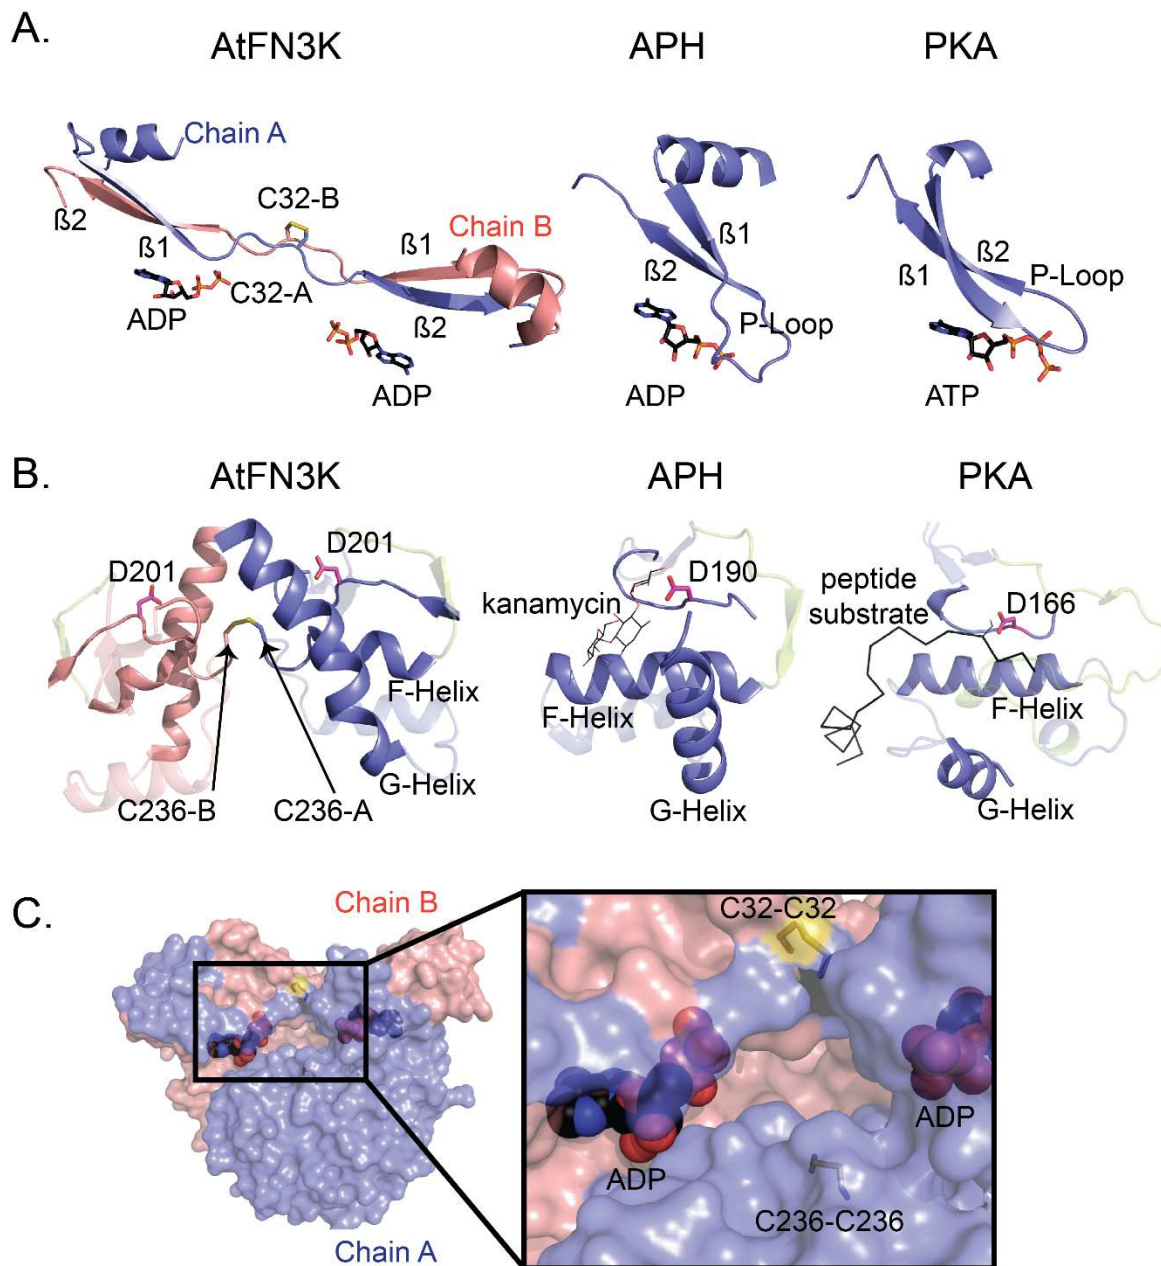 A.
AtFN3K
APH
PKA
Chain A
C32-B
ß2
ß1
ß1
Chain B
C32-A
ADP
ß2
ADP
ß1
ß2
P-Loop
ADP
ß2
ß1
P-Loop
ATP
B.
AtFN3K
APH
PKA
D201
D201
F-Helix
G-Helix
C236-B
C236-A
kanamycin
D190
F-Helix
G-Helix
peptide
substrate
D166
F-Helix
G-Helix
C.
Chain B
Chain A
C32-C32
ADP
ADP
C236-C236